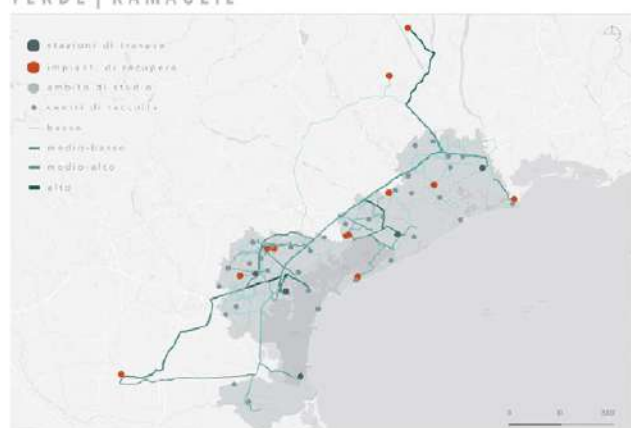 VERDE | RAMAGLIE
stazioni di travaso
impianti di recupero
ambito di studio
centri di raccolta
basso
medio-basso
medio-alto
alto
0